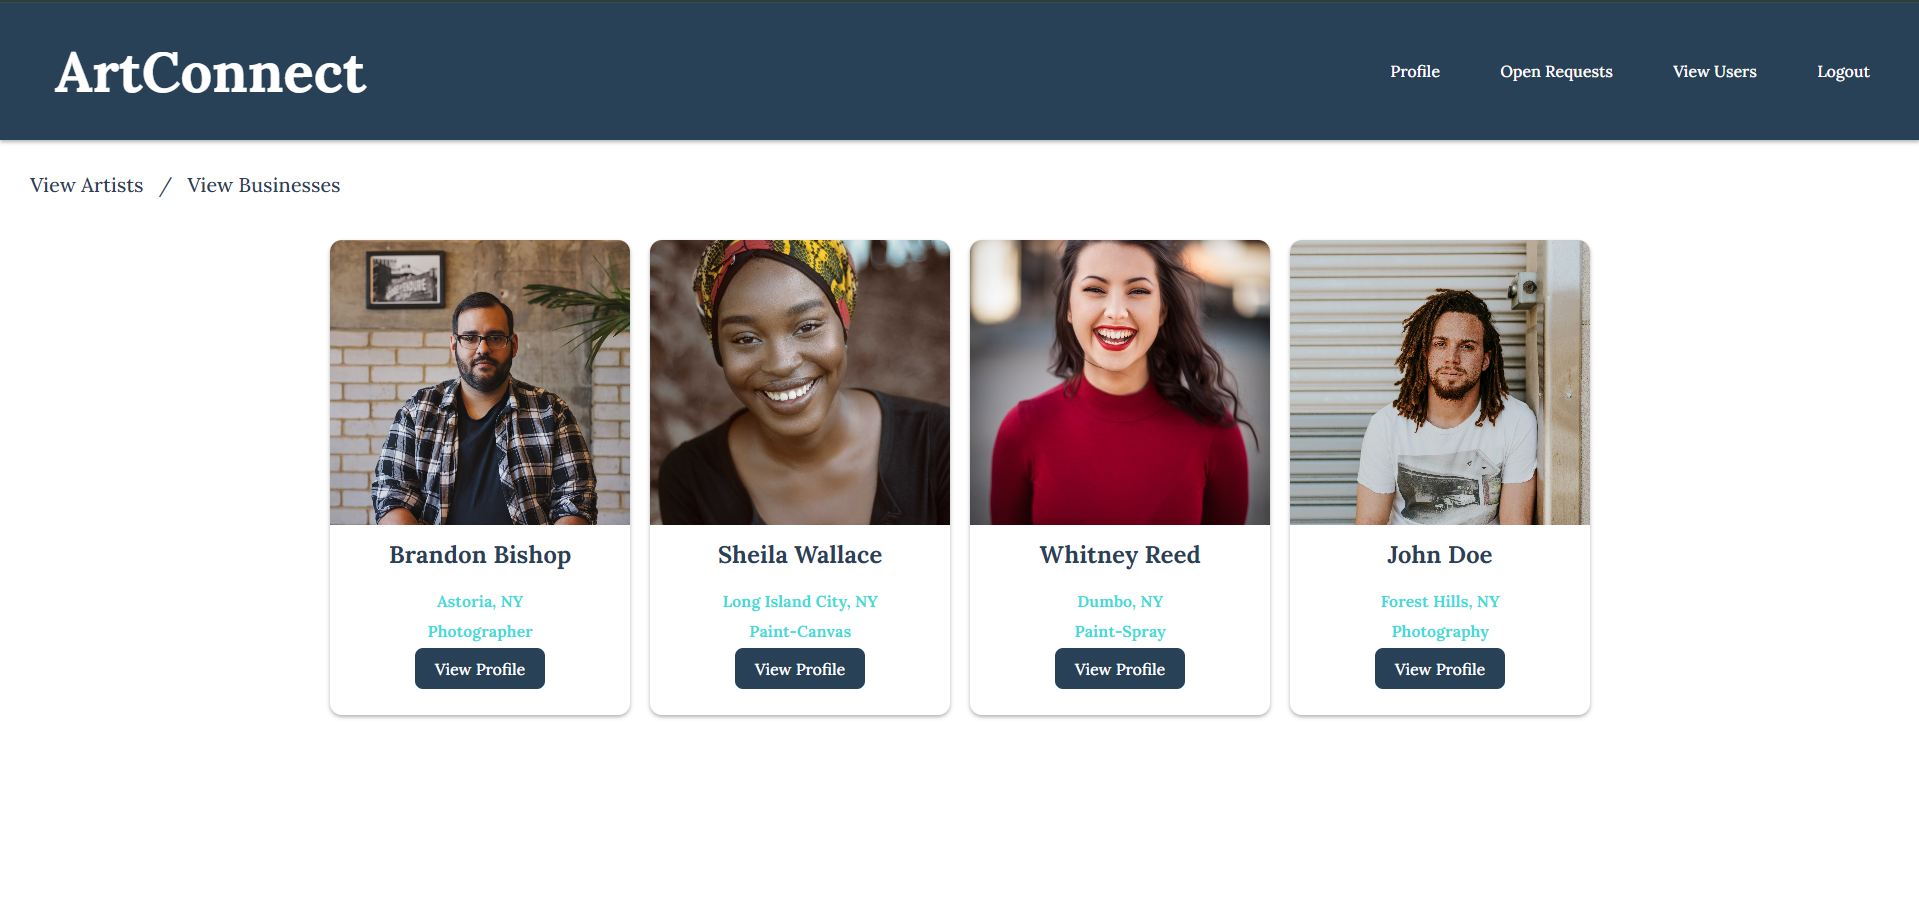 ArtConnect
Profile Open Requests View Users Logout
View Artists / View Businesses
Brandon Bishop
Astoria, NY
Photographer
View Profile
Sheila Wallace
Long Island City, NY
Paint-Canvas
View Profile
Whitney Reed
Dumbo, NY
Paint-Spray
View Profile
John Doe
Forest Hills, NY
Photography
View Profile